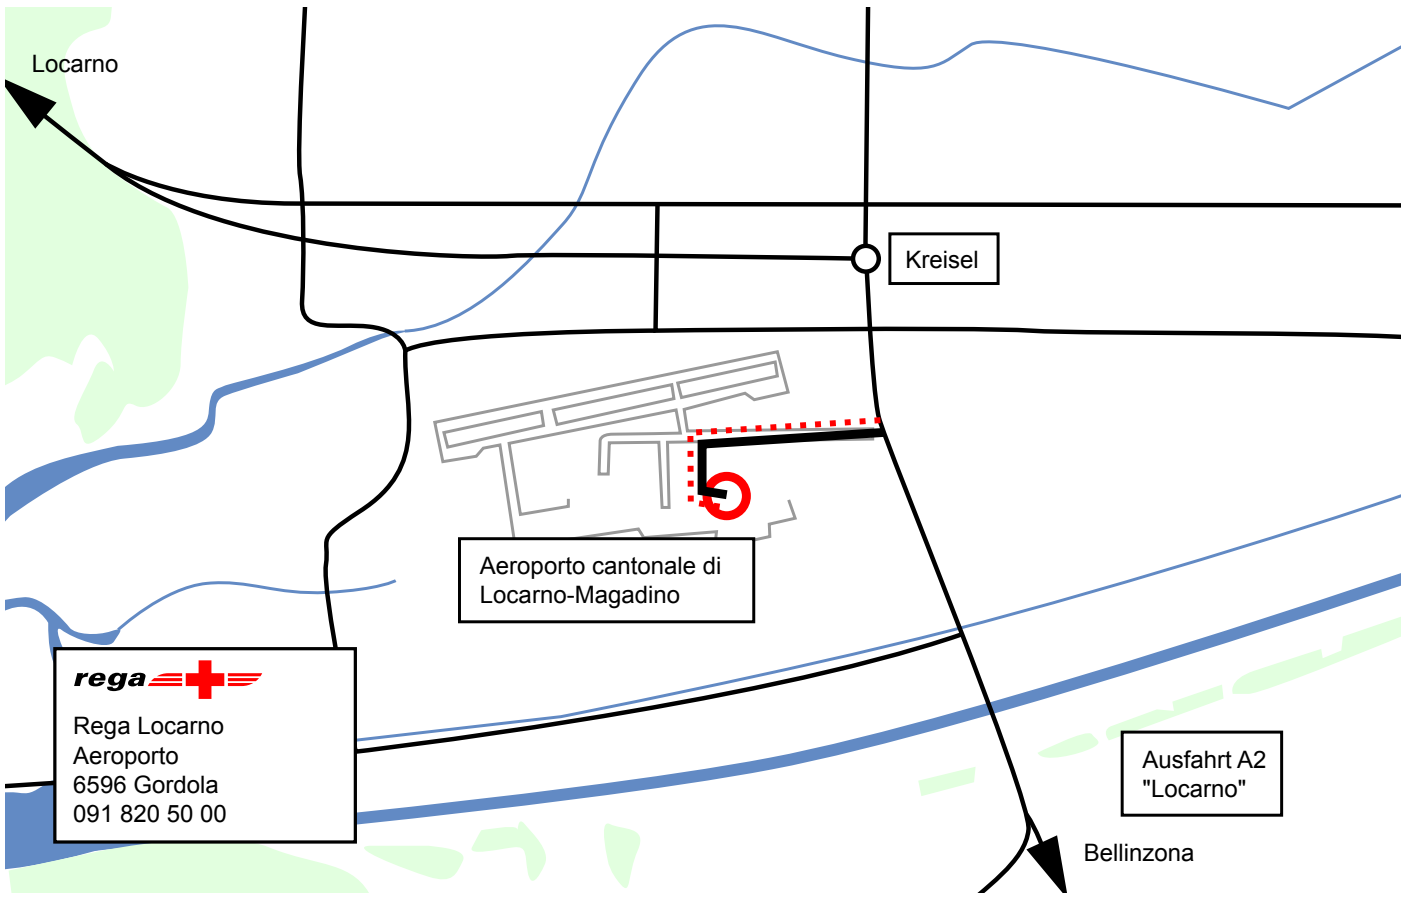 Locarno
Kreisel
Aeroporto cantonale di
Locarno-Magadino
rega
Rega Locarno
Aeroporto
6596 Gordola
091 820 50 00
Ausfahrt A2
"Locarno"
Bellinzona